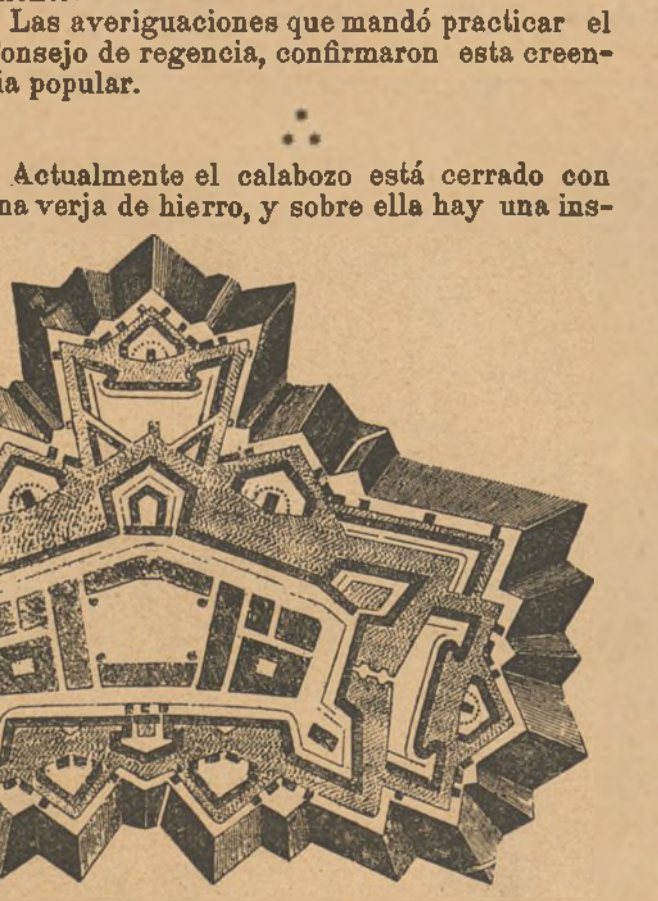 Las averiguaciones que mandó practicar el
onsejo de regencia, confirmaron esta creen-
ia popular.
Actualmente el calabozo está cerrado con
na verja de hierro, y sobre ella hay una ins-